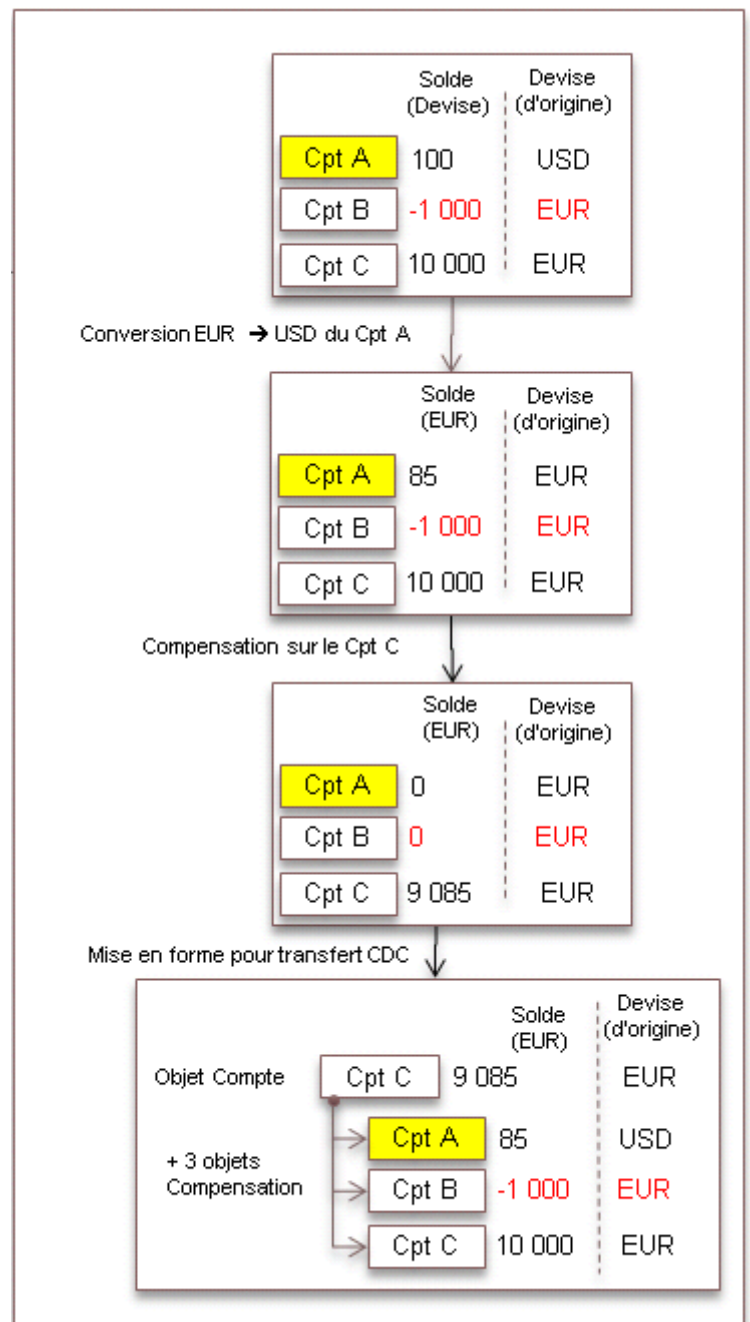 Solde Devise
(Devise) (d'origine)
Cpt A 100 USD
Cpt B -1 000 EUR
Cpt C 10 000 EUR
Conversion EUR → USD du Cpt A
Solde Devise
(EUR) (d'origine)
Cpt A 85 EUR
Cpt B -1 000 EUR
Cpt C 10 000 EUR
Compensation sur le Cpt C
Solde Devise
(EUR) (d'origine)
Cpt A 0 EUR
Cpt B 0 EUR
Cpt C 9 085 EUR
Mise en forme pour transfert CDC
Solde Devise
(EUR) (d'origine)
Objet Compte Cpt C 9 085 EUR
Cpt A 85 USD
+ 3 objets
Compensation Cpt B -1 000 EUR
Cpt C 10 000 EUR